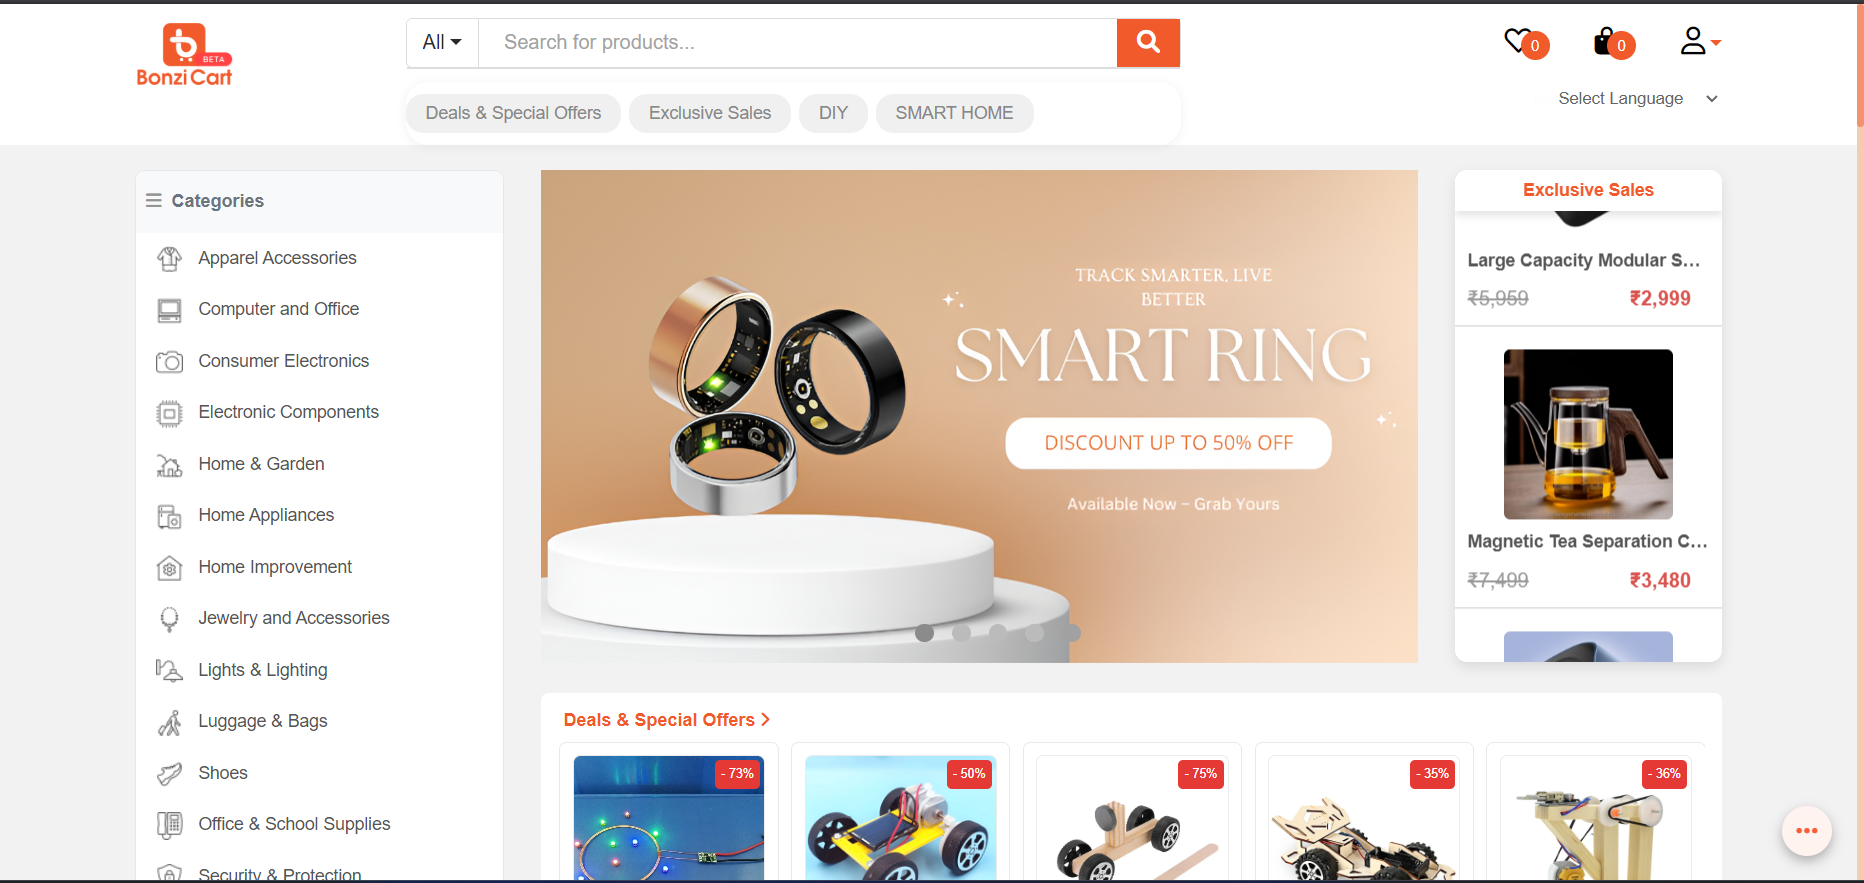 BETA
Bonzi Cart
All
Search for products...
0
0
Deals & Special Offers
Exclusive Sales
DIY
SMART HOME
Select Language
Categories
Apparel Accessories
Computer and Office
Consumer Electronics
Electronic Components
Home & Garden
Home Appliances
Home Improvement
Jewelry and Accessories
Lights & Lighting
Luggage & Bags
Shoes
Office & School Supplies
Security & Protection
TRACK SMARTER, LIVE
BETTER
SMART RING
DISCOUNT UP TO 50% OFF
Available Now – Grab Yours
Exclusive Sales
Large Capacity Modular S...
₹5,959 ₹2,999
Magnetic Tea Separation C...
₹7,499 ₹3,480
Deals & Special Offers
- 73%
- 50%
- 75%
- 35%
- 36%